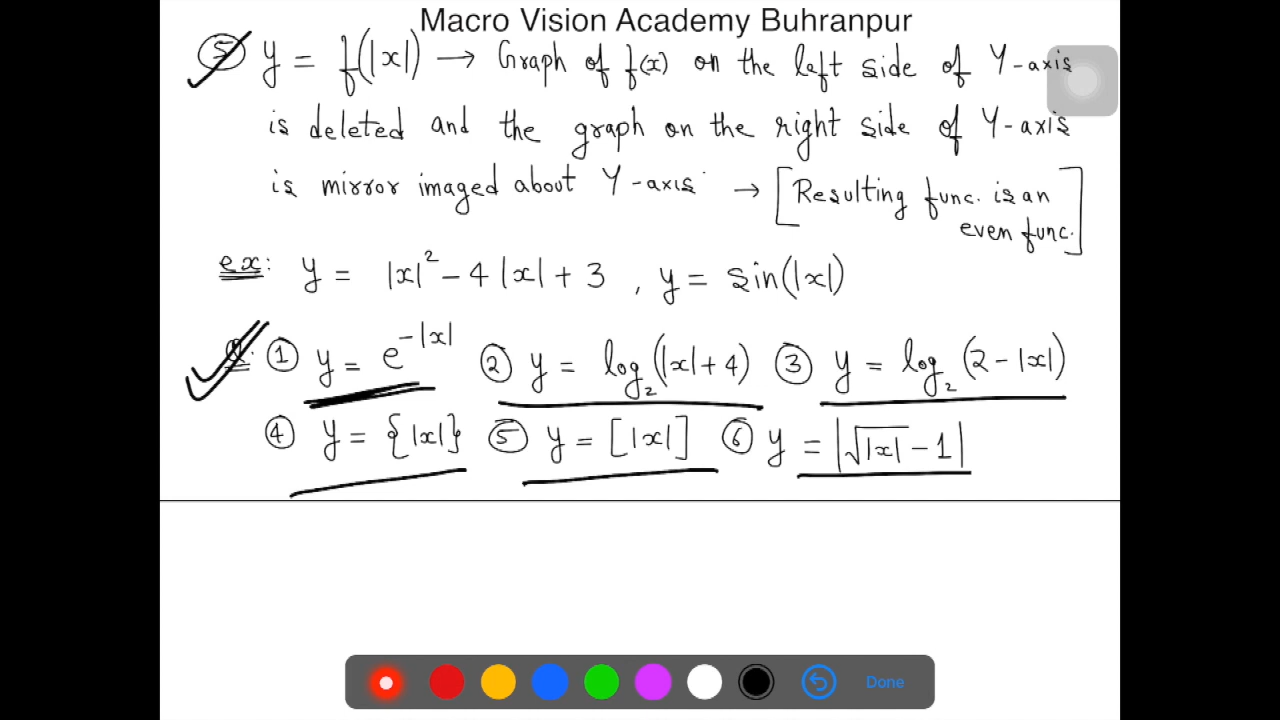 Macro Vision Academy Buhranpur
⑤ y = f(|x|) → Graph of f(x) on the left side of Y-axis
is deleted and the graph on the right side of Y-axis
is mirror imaged about Y-axis → [Resulting func. is an
even func.]
ex: y = |x|² - 4|x| + 3 , y = sin(|x|)
Q: ① y = e^{-|x|} ② y = log₂(|x|+4) ③ y = log₂(2-|x|)
④ y = {|x|} ⑤ y = [|x|] ⑥ y = |√|x| - 1|
Done